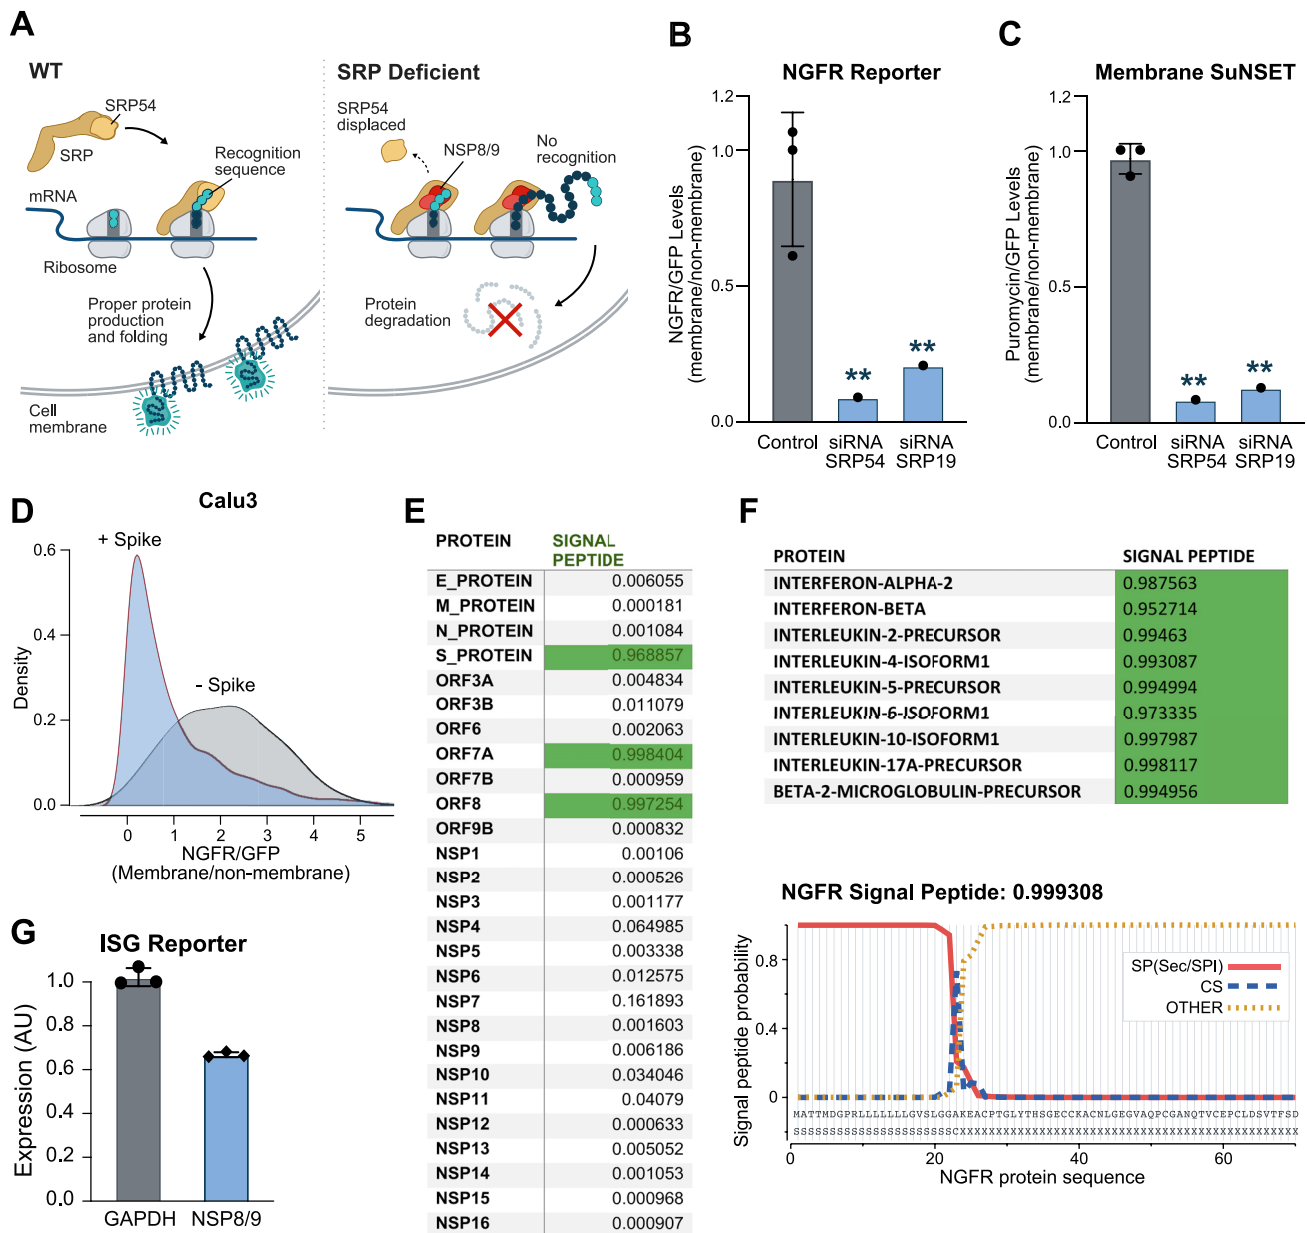 A
WT
SRP54
SRP
Recognition
sequence
mRNA
Ribosome
Proper protein
production
and folding
Cell
membrane
SRP Deficient
SRP54
displaced
NSP8/9
No
recognition
Protein
degradation
B
NGFR Reporter
NGFR/GFP Levels
(membrane/non-membrane)
1.2
1.0
0.5
0.0
**
**
Control
siRNA
SRP54
siRNA
SRP19
C
Membrane SuNSET
Puromycin/GFP Levels
(membrane/non-membrane)
1.2
1.0
0.5
0.0
**
**
Control
siRNA
SRP54
siRNA
SRP19
D
Calu3
+ Spike
- Spike
Density
0.6
0.4
0.2
0.0
0 1 2 3 4 5
NGFR/GFP
(Membrane/non-membrane)
E
PROTEIN SIGNAL
PEPTIDE
E_PROTEIN 0.006055
M_PROTEIN 0.000181
N_PROTEIN 0.001084
S_PROTEIN 0.968857
ORF3A 0.004834
ORF3B 0.011079
ORF6 0.002063
ORF7A 0.998404
ORF7B 0.000959
ORF8 0.997254
ORF9B 0.000832
NSP1 0.00106
NSP2 0.000526
NSP3 0.001177
NSP4 0.064985
NSP5 0.003338
NSP6 0.012575
NSP7 0.161893
NSP8 0.001603
NSP9 0.006186
NSP10 0.034046
NSP11 0.04079
NSP12 0.000633
NSP13 0.005052
NSP14 0.001053
NSP15 0.000968
NSP16 0.000907
F
PROTEIN SIGNAL PEPTIDE
INTERFERON-ALPHA-2 0.987563
INTERFERON-BETA 0.952714
INTERLEUKIN-2-PRECURSOR 0.99463
INTERLEUKIN-4-ISOFORM1 0.993087
INTERLEUKIN-5-PRECURSOR 0.994994
INTERLEUKIN-6-ISOFORM1 0.973335
INTERLEUKIN-10-ISOFORM1 0.997987
INTERLEUKIN-17A-PRECURSOR 0.998117
BETA-2-MICROGLOBULIN-PRECURSOR 0.994956
NGFR Signal Peptide: 0.999308
Signal peptide probability
0.8
0.4
0
SP(Sec/SPI)
CS
OTHER
MATTMDGPRLLLLLLLGVSLGGAKEACPTGLYTHSGECCKACNLGEGVAQPCGANQTVCEPCLDSVTFSD
SSSSSSSSSSSSSSSSSSSSSSCXXXXXXXXXXXXXXXXXXXXXXXXXXXXXXXXXXXXXXXXXXXXXXX
0 20 40 60
NGFR protein sequence
G
ISG Reporter
Expression (AU)
1.0
0.8
0.6
0.4
0.2
0.0
GAPDH NSP8/9